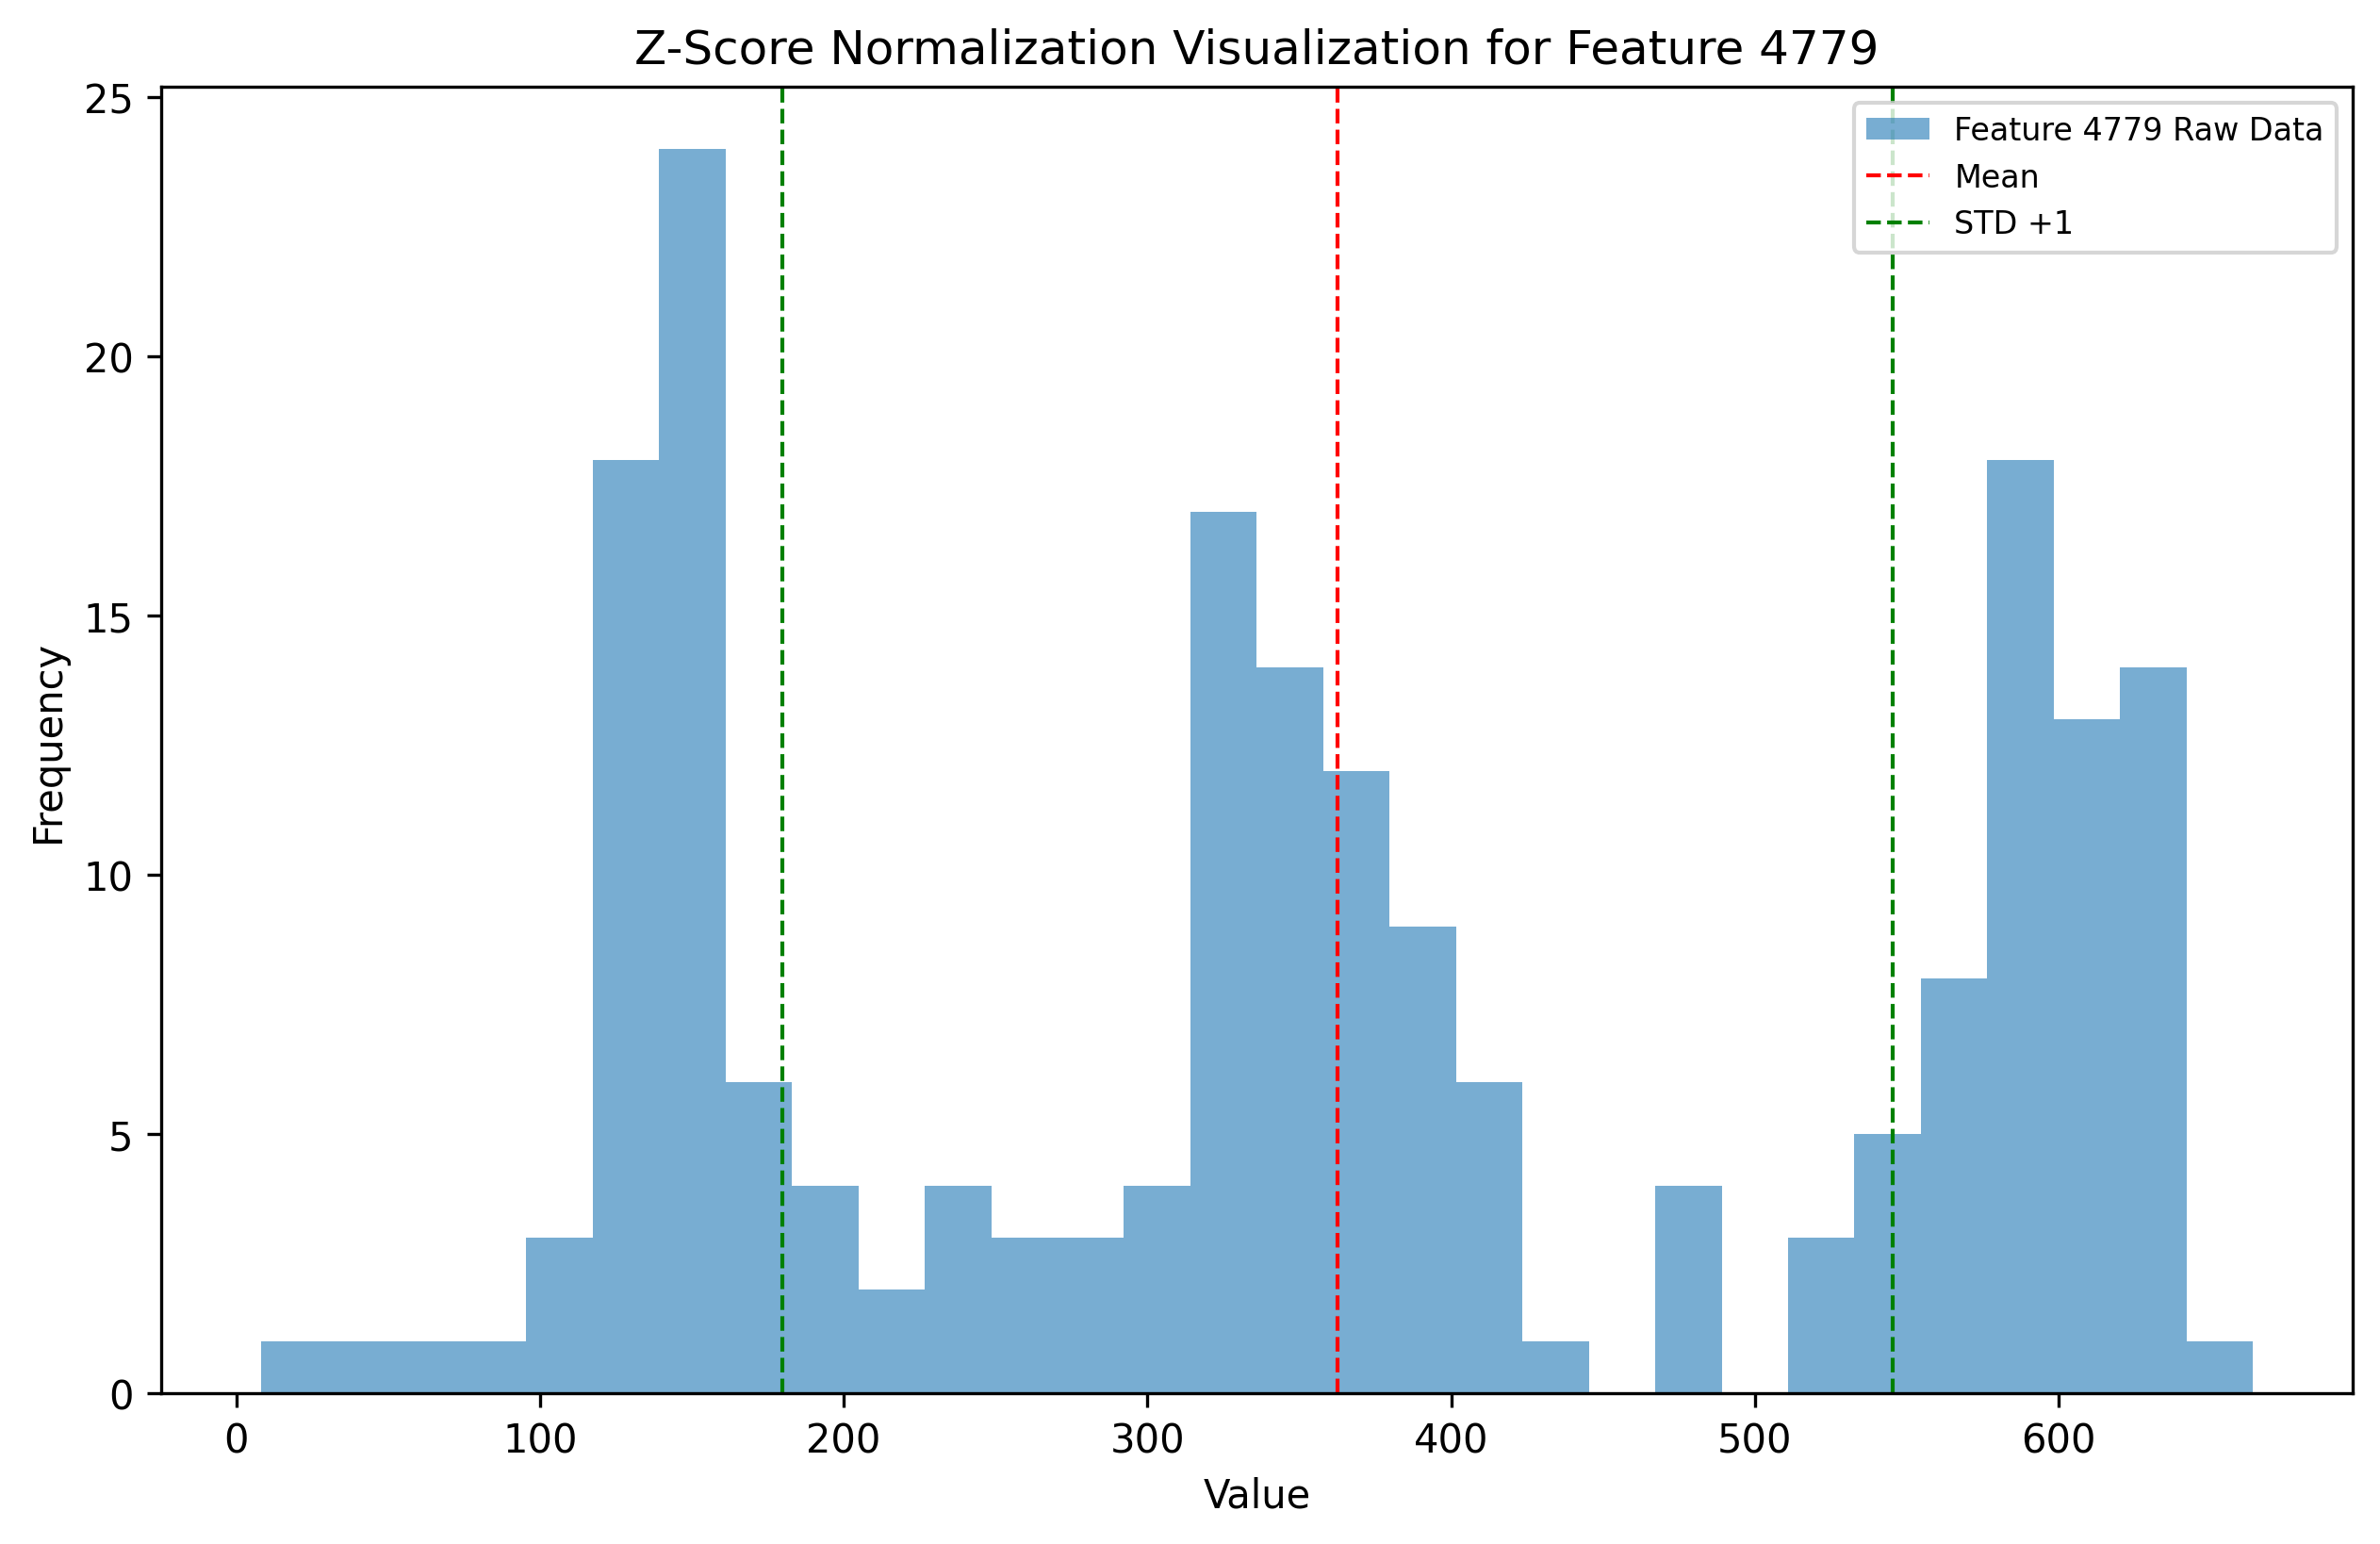 Z-Score Normalization Visualization for Feature 4779
25
20
15
10
5
0
Frequency
Feature 4779 Raw Data
Mean
STD +1
0 100 200 300 400 500 600
Value